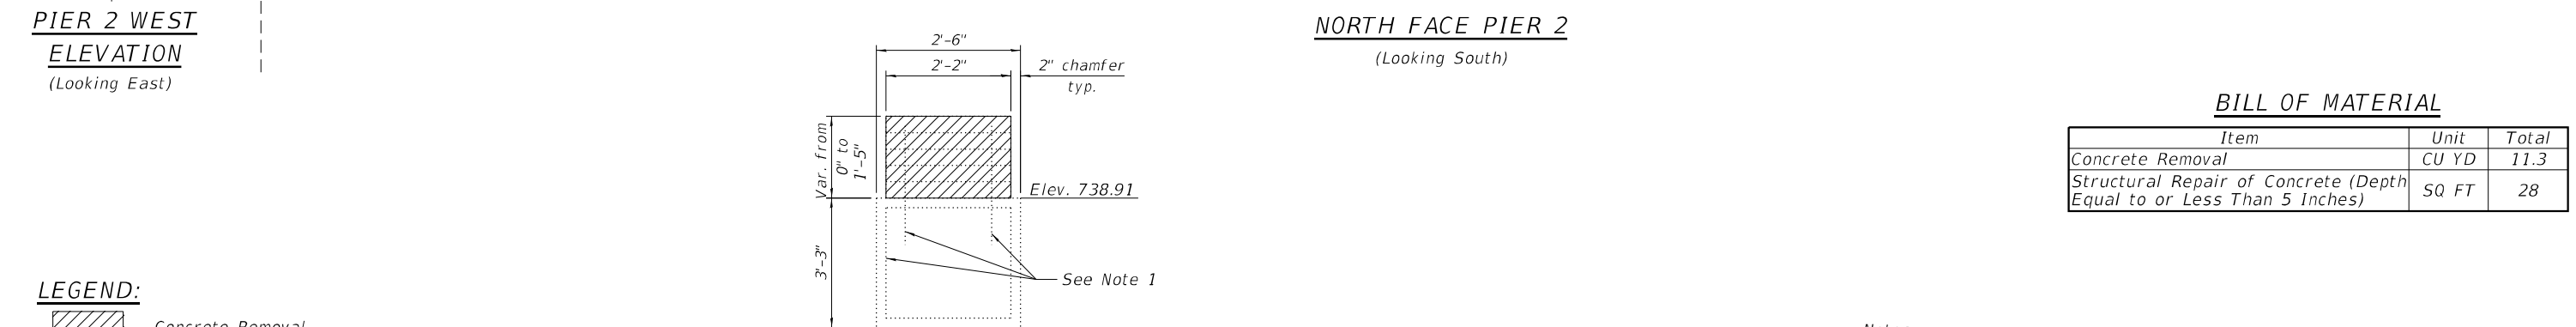 PIER 2 WEST
ELEVATION
(Looking East)
NORTH FACE PIER 2
(Looking South)
2'-6"
2'-2"
2" chamfer
typ.
Var. from
0" to
1'-5"
Elev. 738.91
3'-3"
See Note 1
BILL OF MATERIAL
Item Unit Total
Concrete Removal CU YD 11.3
Structural Repair of Concrete (Depth
Equal to or Less Than 5 Inches) SQ FT 28
LEGEND:
Concrete Removal